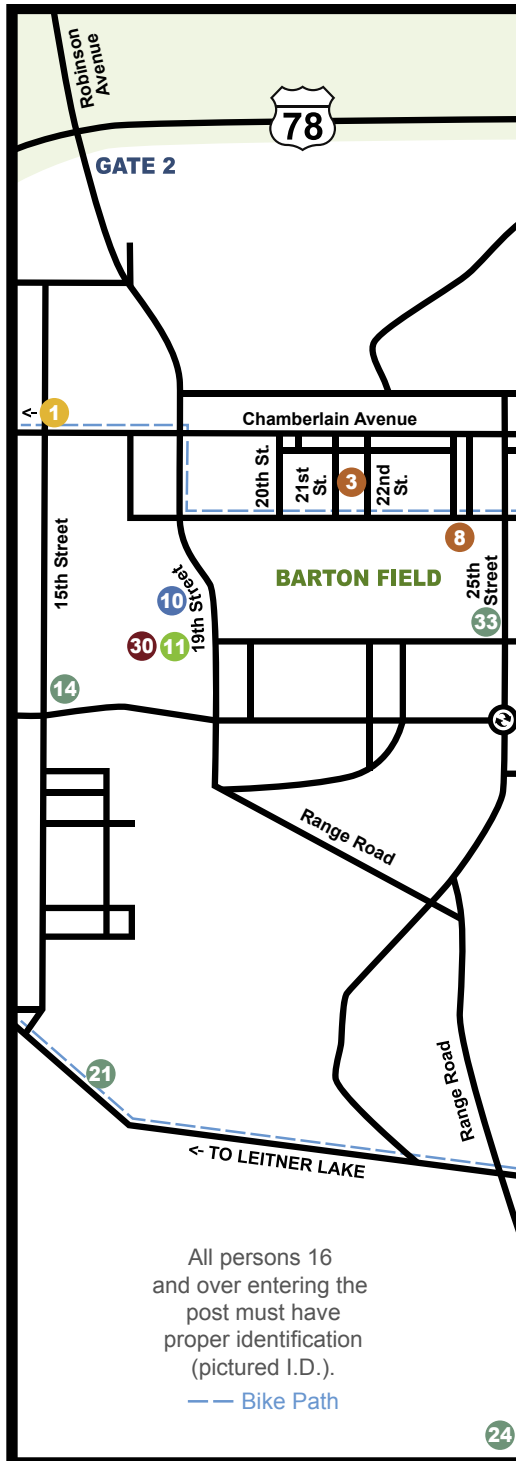 Robinson
Avenue
78
GATE 2
<- 1
Chamberlain Avenue
20th St.
21st
St.
3
22nd
St.
8
15th Street
19th Street
BARTON FIELD
25th
Street
10
33
30
11
14
Range Road
21
Range Road
<- TO LEITNER LAKE
All persons 16
and over entering the
post must have
proper identification
(pictured I.D.).
Bike Path
24